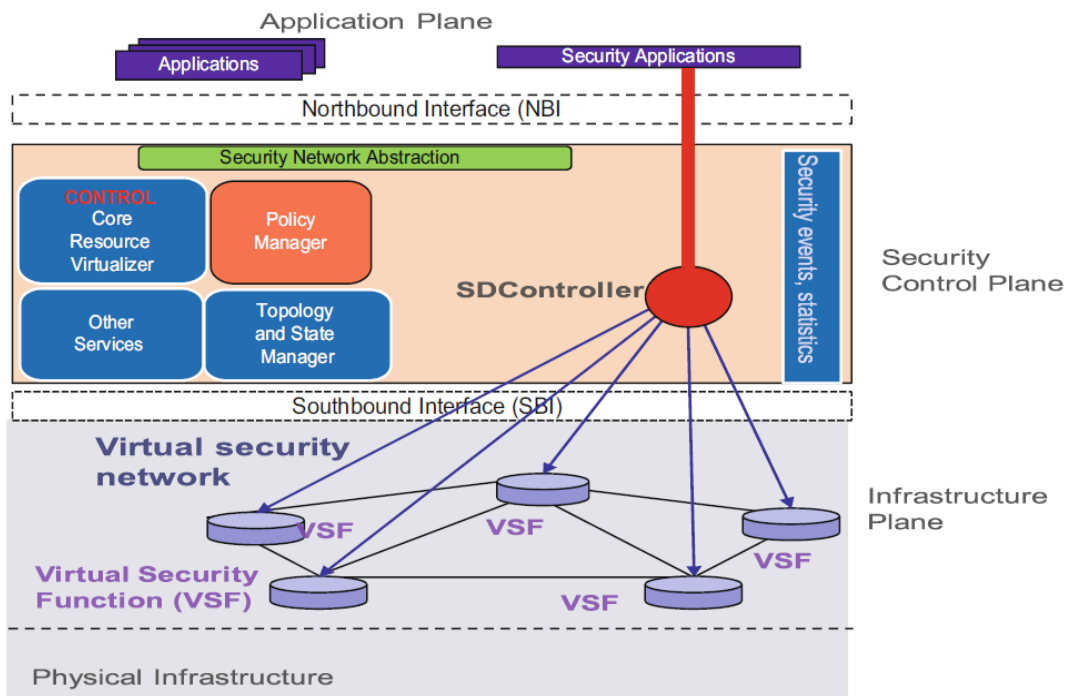 Application Plane
Applications
Security Applications
Northbound Interface (NBI
Security Network Abstraction
CONTROL
Core
Resource
Virtualizer
Policy
Manager
Other
Services
Topology
and State
Manager
SDController
Security events, statistics
Security
Control Plane
Southbound Interface (SBI)
Virtual security
network
Infrastructure
Plane
VSF
VSF
VSF
Virtual Security
Function (VSF)
VSF
Physical Infrastructure